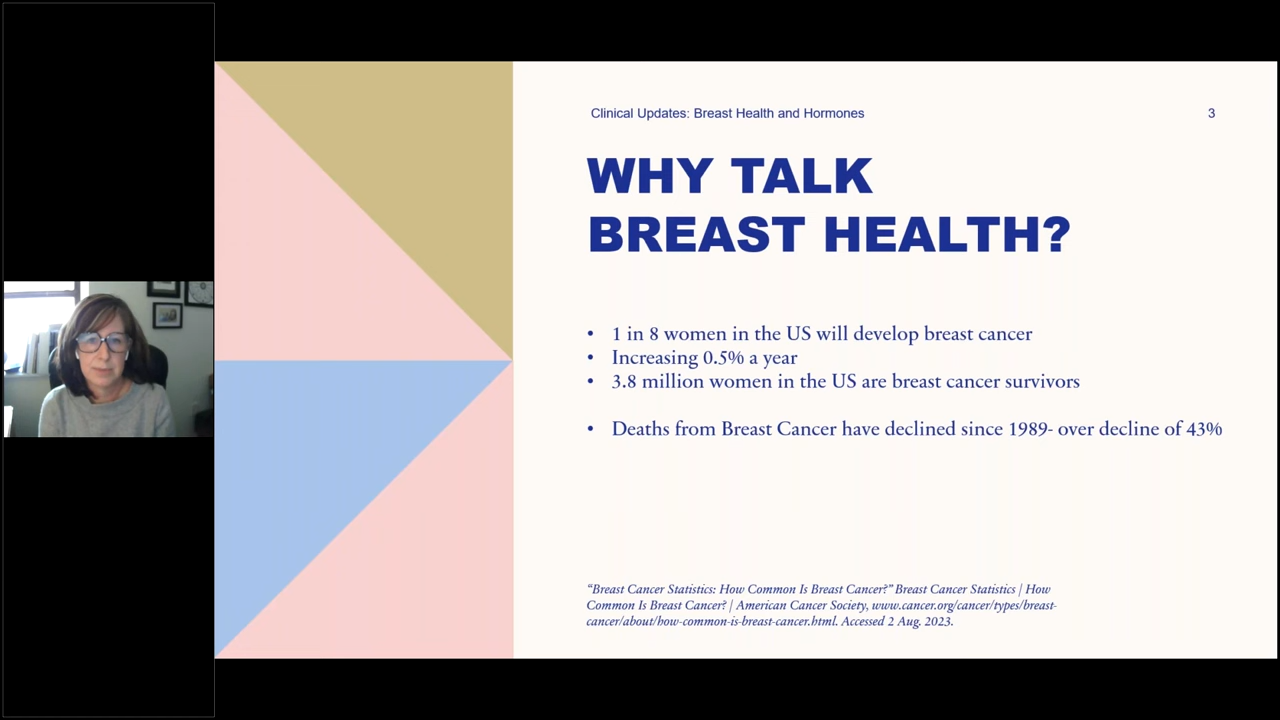 Clinical Updates: Breast Health and Hormones
3
WHY TALK
BREAST HEALTH?
• 1 in 8 women in the US will develop breast cancer
• Increasing 0.5% a year
• 3.8 million women in the US are breast cancer survivors
• Deaths from Breast Cancer have declined since 1989- over decline of 43%
“Breast Cancer Statistics: How Common Is Breast Cancer?” Breast Cancer Statistics | How
Common Is Breast Cancer? | American Cancer Society, www.cancer.org/cancer/types/breast-
cancer/about/how-common-is-breast-cancer.html. Accessed 2 Aug. 2023.